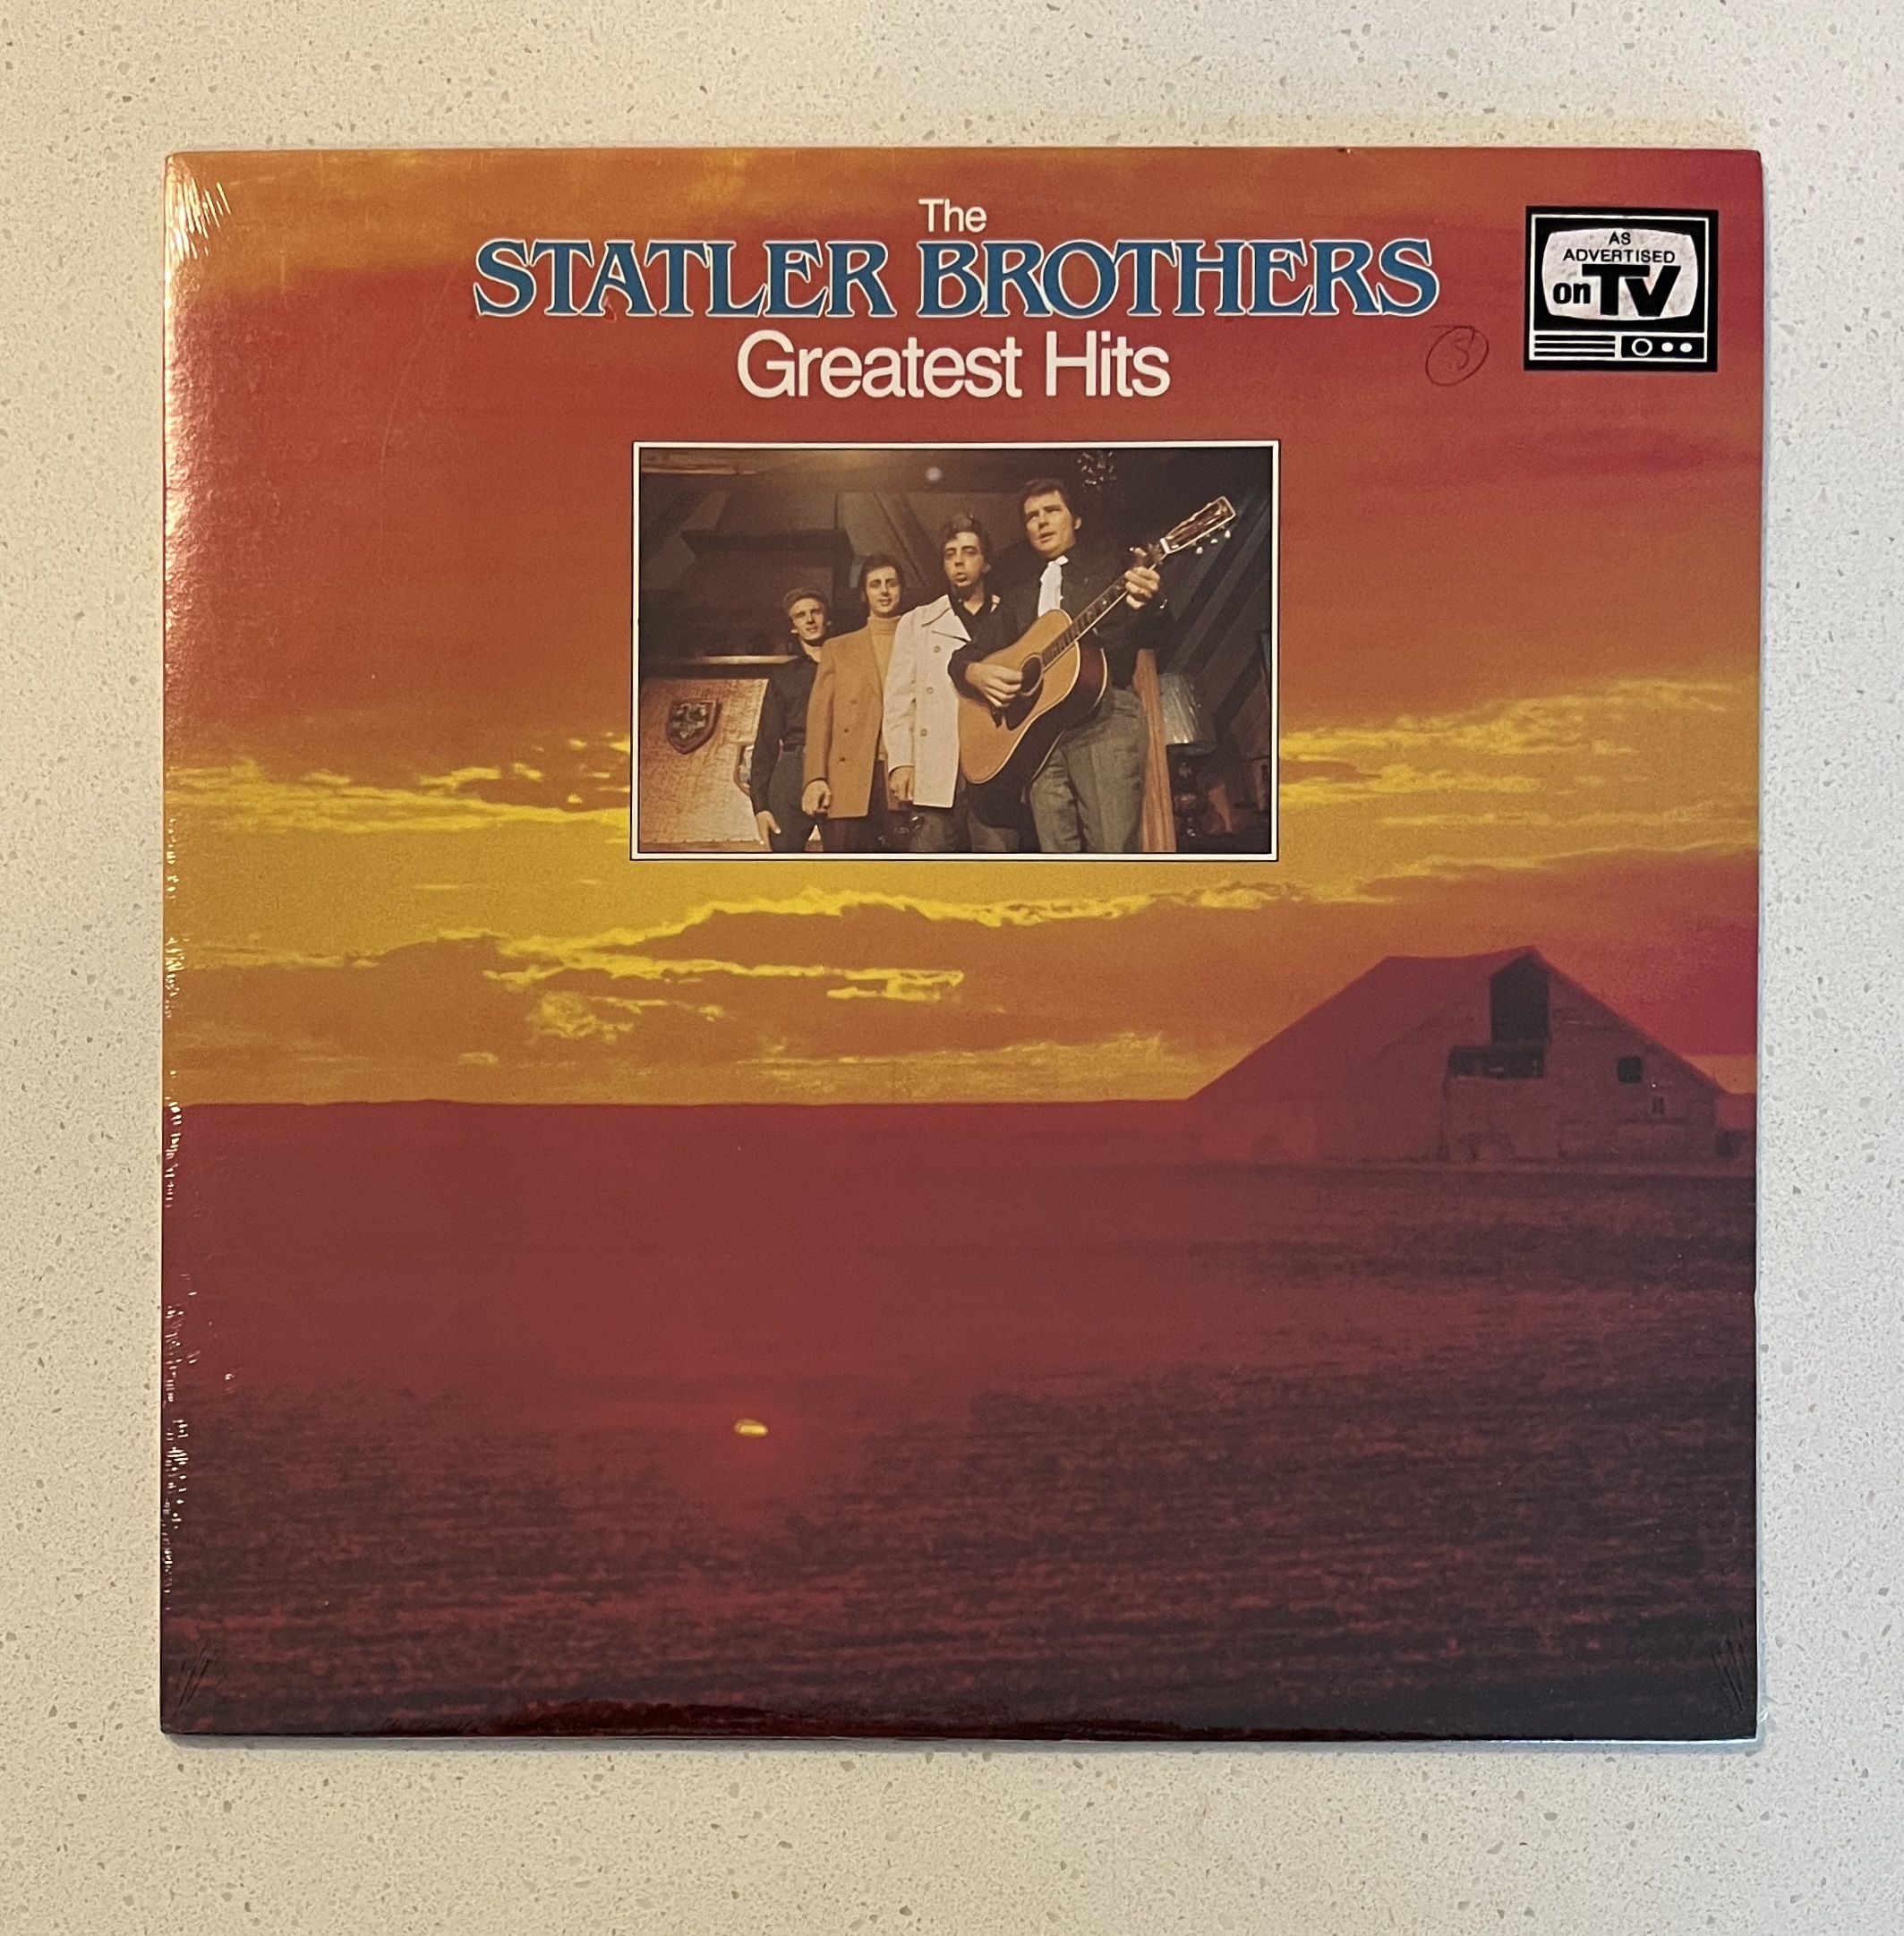 The
STATLER BROTHERS
Greatest Hits
AS
ADVERTISED
on TV